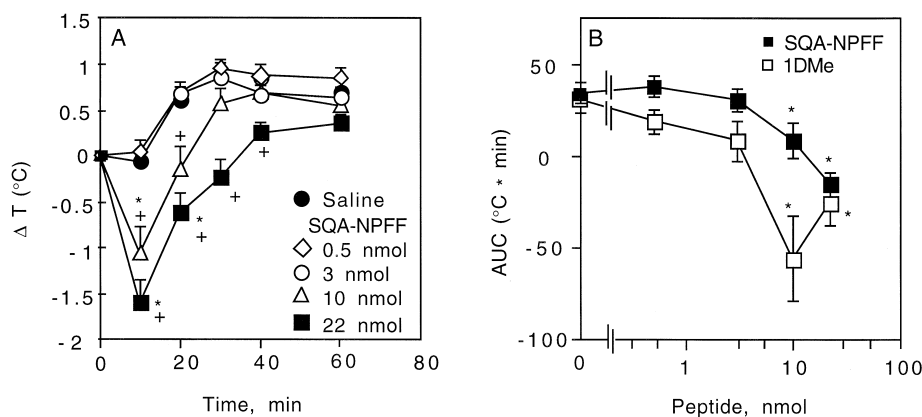 A
1.5
1
0.5
0
-0.5
-1
-1.5
-2
Δ T (°C)
0 20 40 60 80
Time, min
* + + * + + + * +
Saline
SQA-NPFF
0.5 nmol
3 nmol
10 nmol
22 nmol
B
SQA-NPFF
1DMe
50
0
-50
-100
AUC (°C * min)
* * * *
0 1 10 100
Peptide, nmol